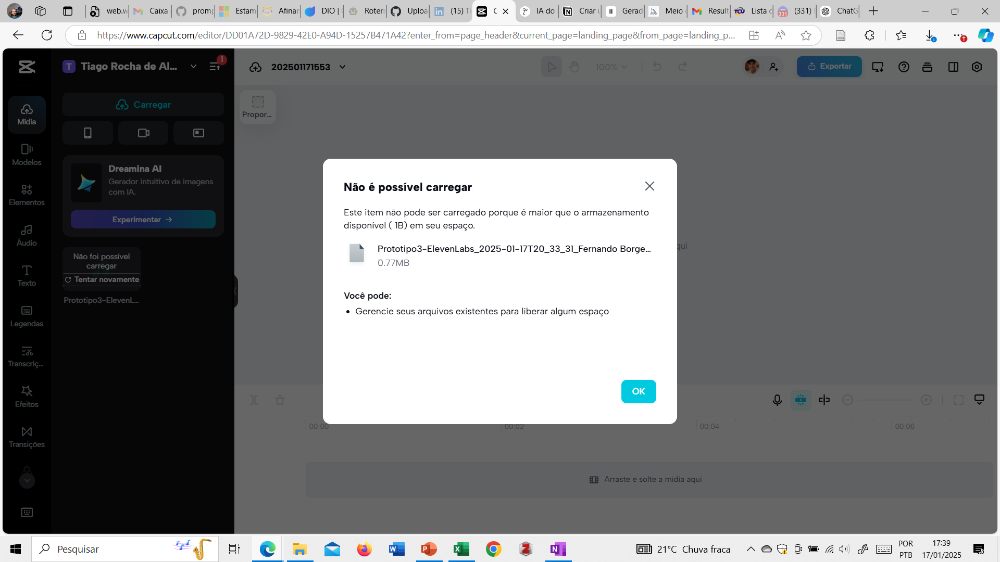 web.w
Caixa
promp
Estam
Afinar
DIO |
Roteri
Uploa
(15) Ti
C
IA do
Criar u
Gerad
Meio
Result
Lista d
(331)
ChatG
https://www.capcut.com/editor/DD01A72D-9829-42E0-A94D-15257B471A42?enter_from=page_header&current_page=landing_page&from_page=landing_p...
T Tiago Rocha de Al...
1
202501171553
100%
Exportar
Carregar
Propor...
Mídia
Modelos
Elementos
Áudio
Texto
Legendas
Transcriç...
Efeitos
Transições
Dreamina AI
Gerador intuitivo de imagens
com IA.
Experimentar →
Não foi possível
carregar
Tentar novamente
Prototipo3-ElevenL...
Não é possível carregar
Este item não pode ser carregado porque é maior que o armazenamento
disponível ( 1B) em seu espaço.
Prototipo3-ElevenLabs_2025-01-17T20_33_31_Fernando Borge...
0.77MB
Você pode:
• Gerencie seus arquivos existentes para liberar algum espaço
OK
qui
00:00
00:02
00:04
00:06
Arraste e solte a mídia aqui
Pesquisar
21°C Chuva fraca
POR
PTB
17:39
17/01/2025